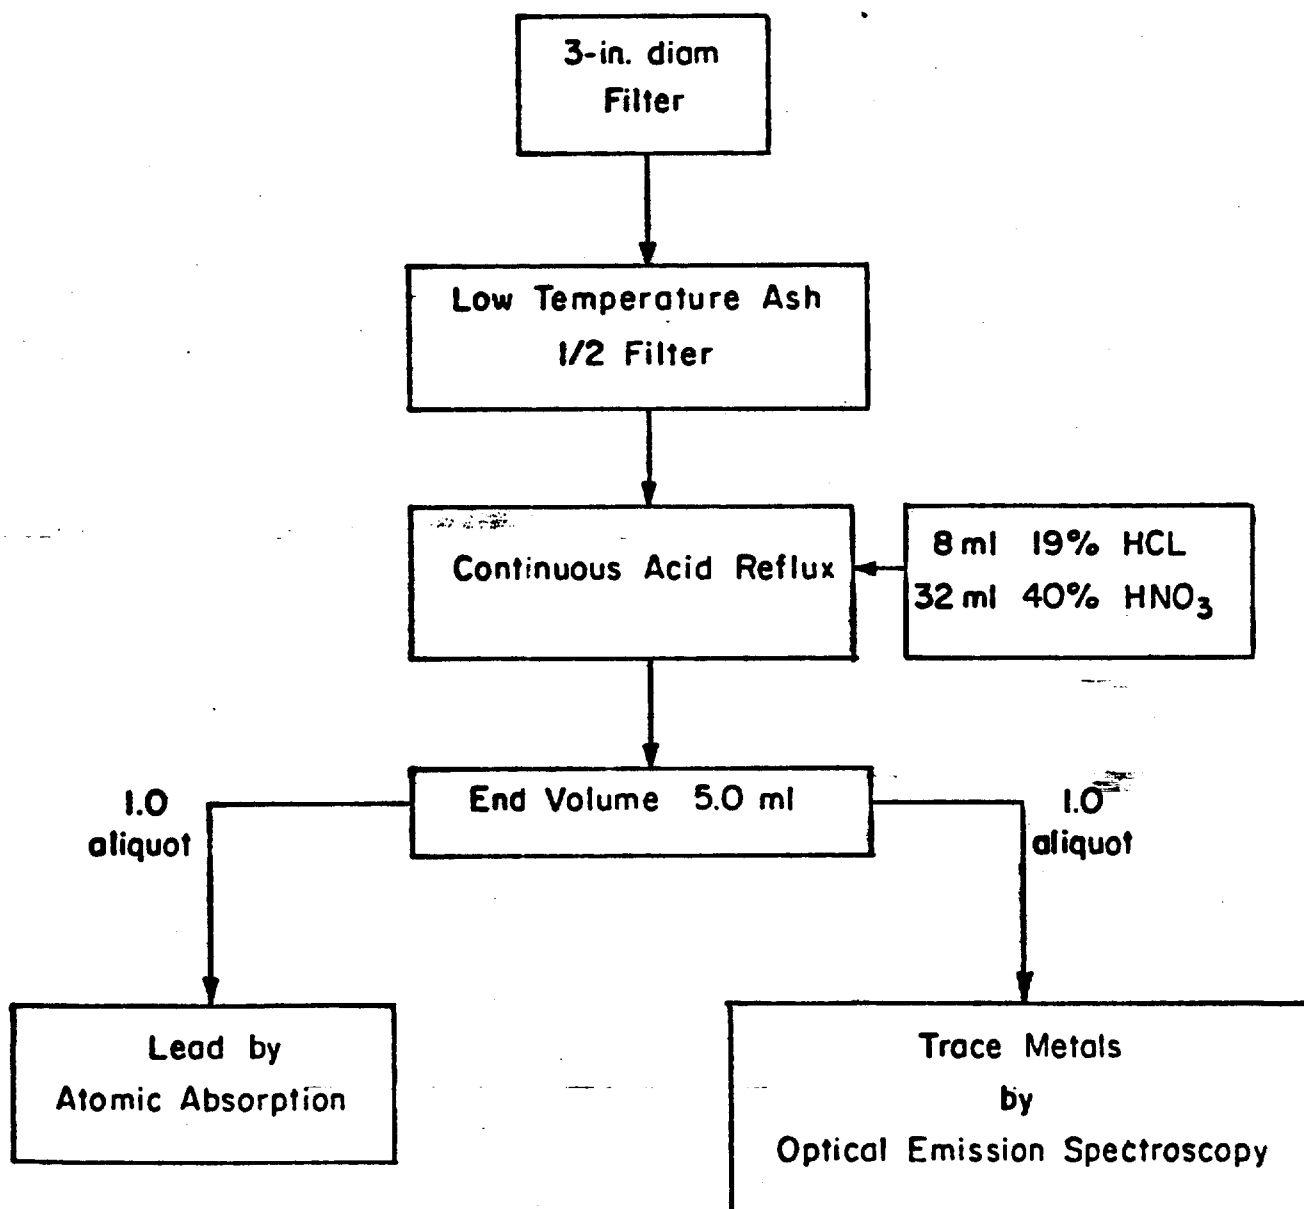 3-in. diam
Filter
Low Temperature Ash
1/2 Filter
Continuous Acid Reflux
8 ml 19% HCL
32 ml 40% HNO3
End Volume 5.0 ml
1.0
aliquot
1.0
aliquot
Lead by
Atomic Absorption
Trace Metals
by
Optical Emission Spectroscopy